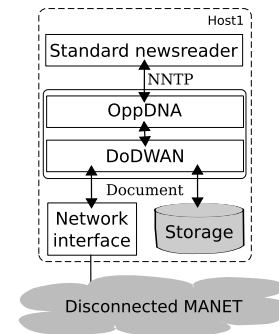 Host1
Standard newsreader
NNTP
OppDNA
DoDWAN
Document
Network
interface
Storage
Disconnected MANET